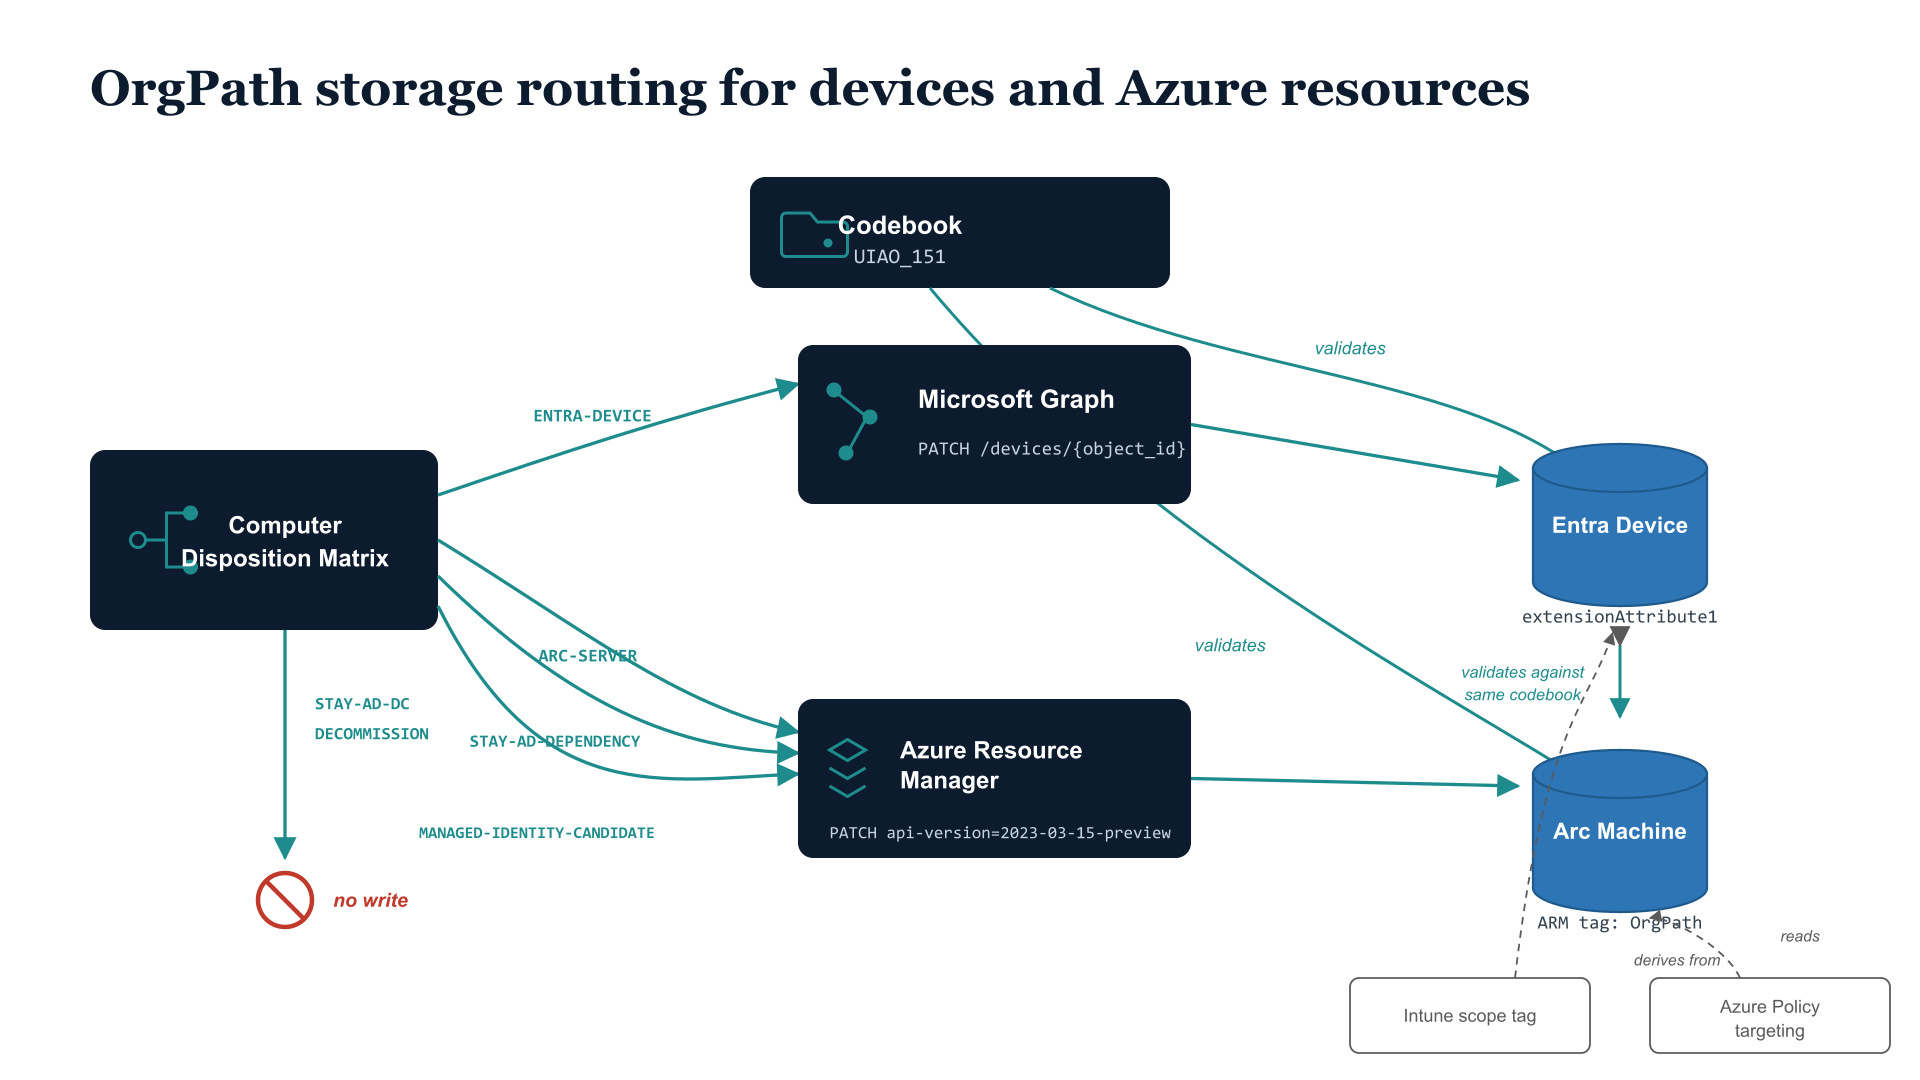 OrgPath storage routing for devices and Azure resources
Codebook
UIAO_151
validates
Microsoft Graph
PATCH /devices/{object_id}
ENTRA-DEVICE
Computer
Disposition Matrix
Entra Device
extensionAttribute1
ARC-SERVER
validates
validates against
same codebook
STAY-AD-DC
DECOMMISSION
STAY-AD-DEPENDENCY
Azure Resource
Manager
PATCH api-version=2023-03-15-preview
MANAGED-IDENTITY-CANDIDATE
Arc Machine
ARM tag: OrgPath
no write
reads
derives from
Intune scope tag
Azure Policy
targeting